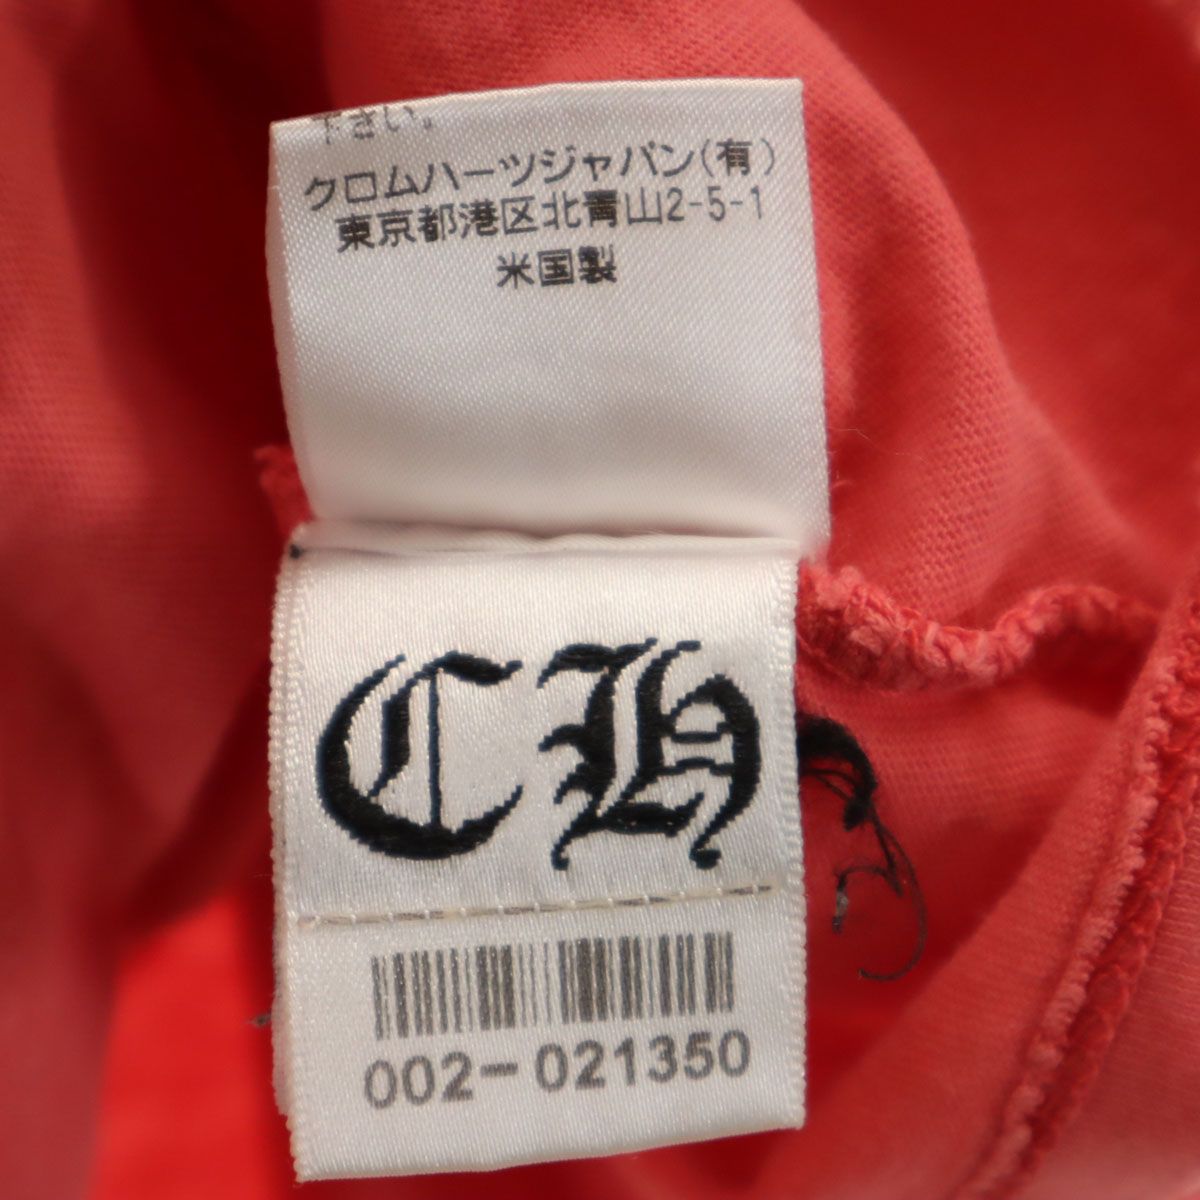 下さい。
クロムハーツジャパン(有)
東京都港区北青山2-5-1
米国製
CH
002-021350